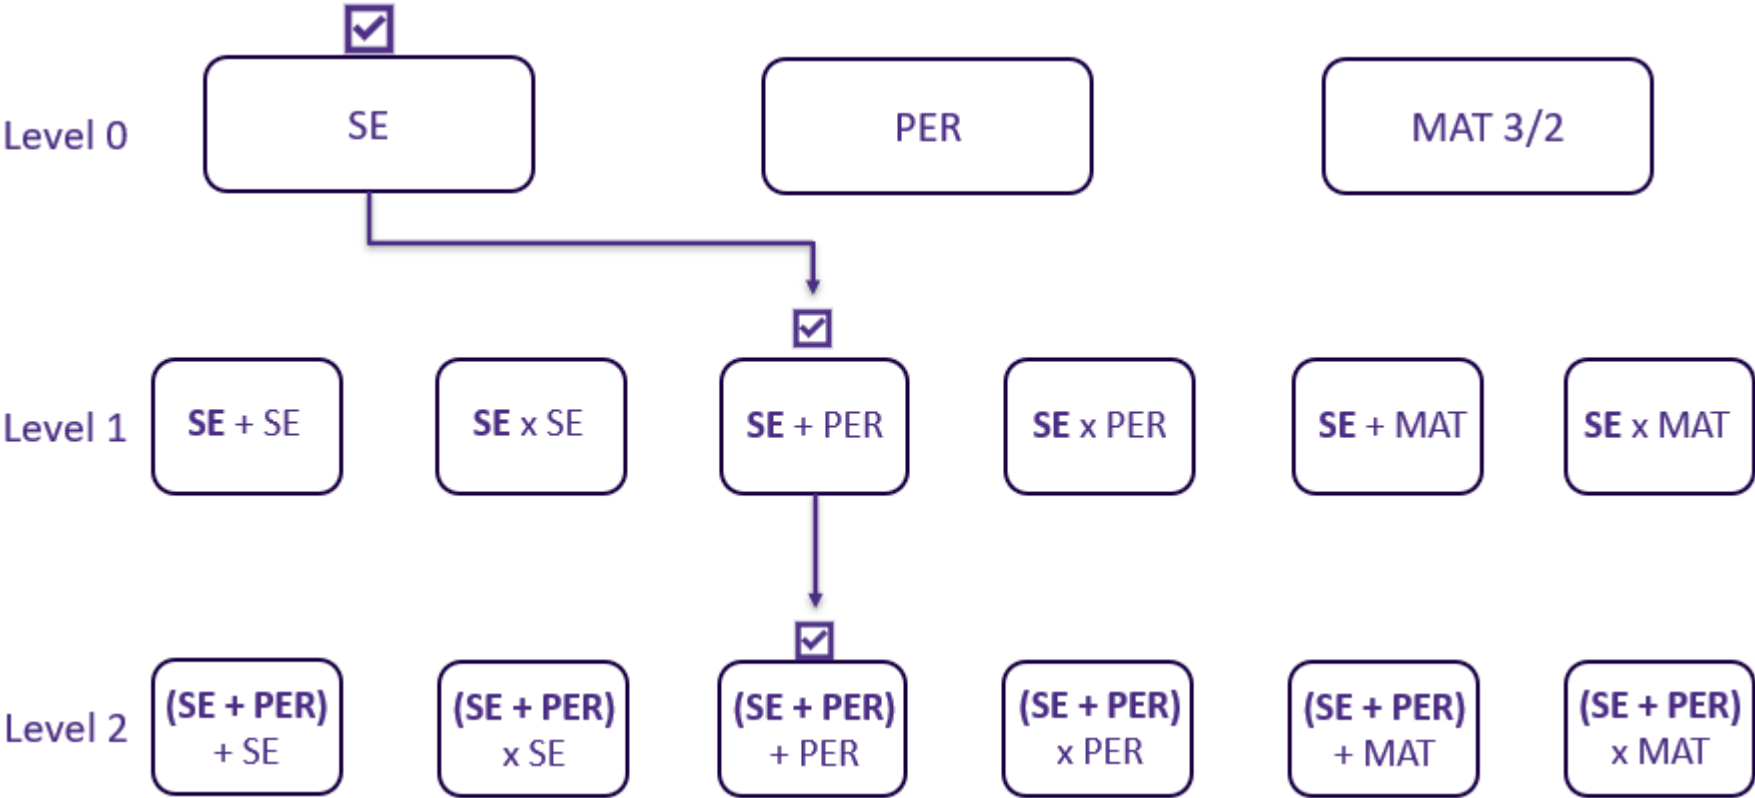 Level 0
SE
PER
MAT 3/2
Level 1
SE + SE
SE x SE
SE + PER
SE x PER
SE + MAT
SE x MAT
Level 2
(SE + PER)
+ SE
(SE + PER)
x SE
(SE + PER)
+ PER
(SE + PER)
x PER
(SE + PER)
+ MAT
(SE + PER)
x MAT